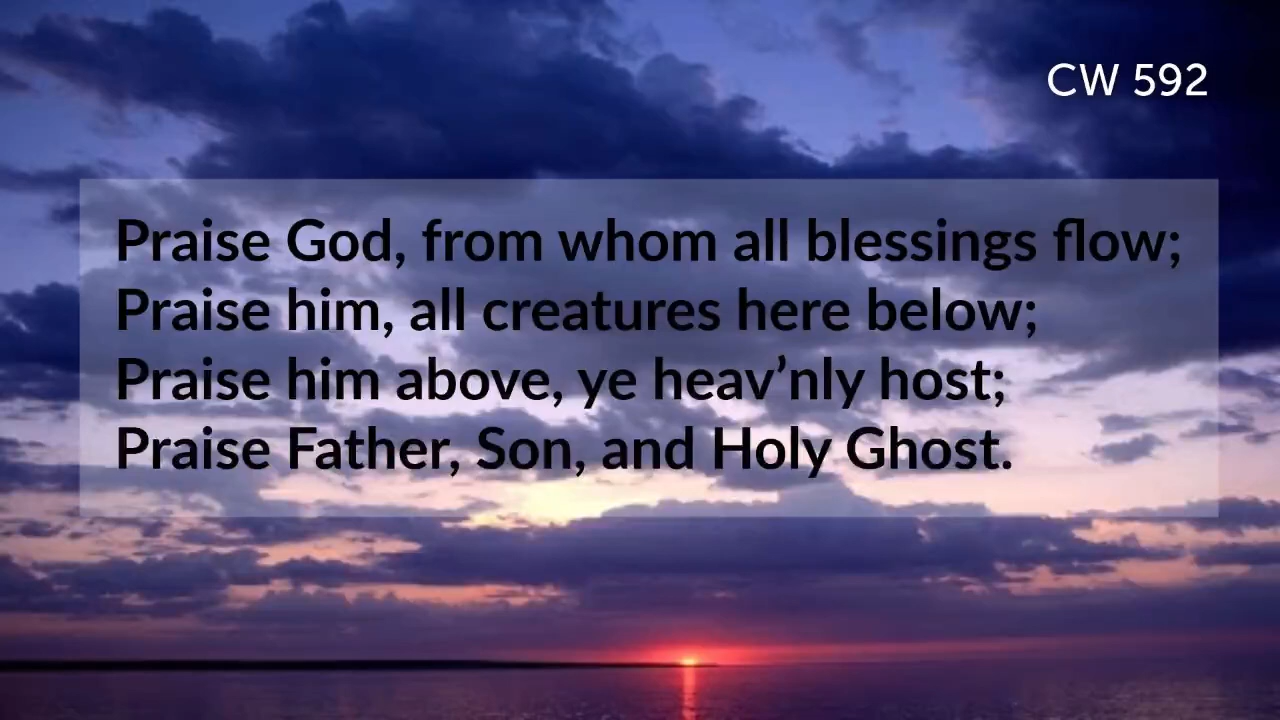 CW 592
Praise God, from whom all blessings flow;
Praise him, all creatures here below;
Praise him above, ye heav’nly host;
Praise Father, Son, and Holy Ghost.